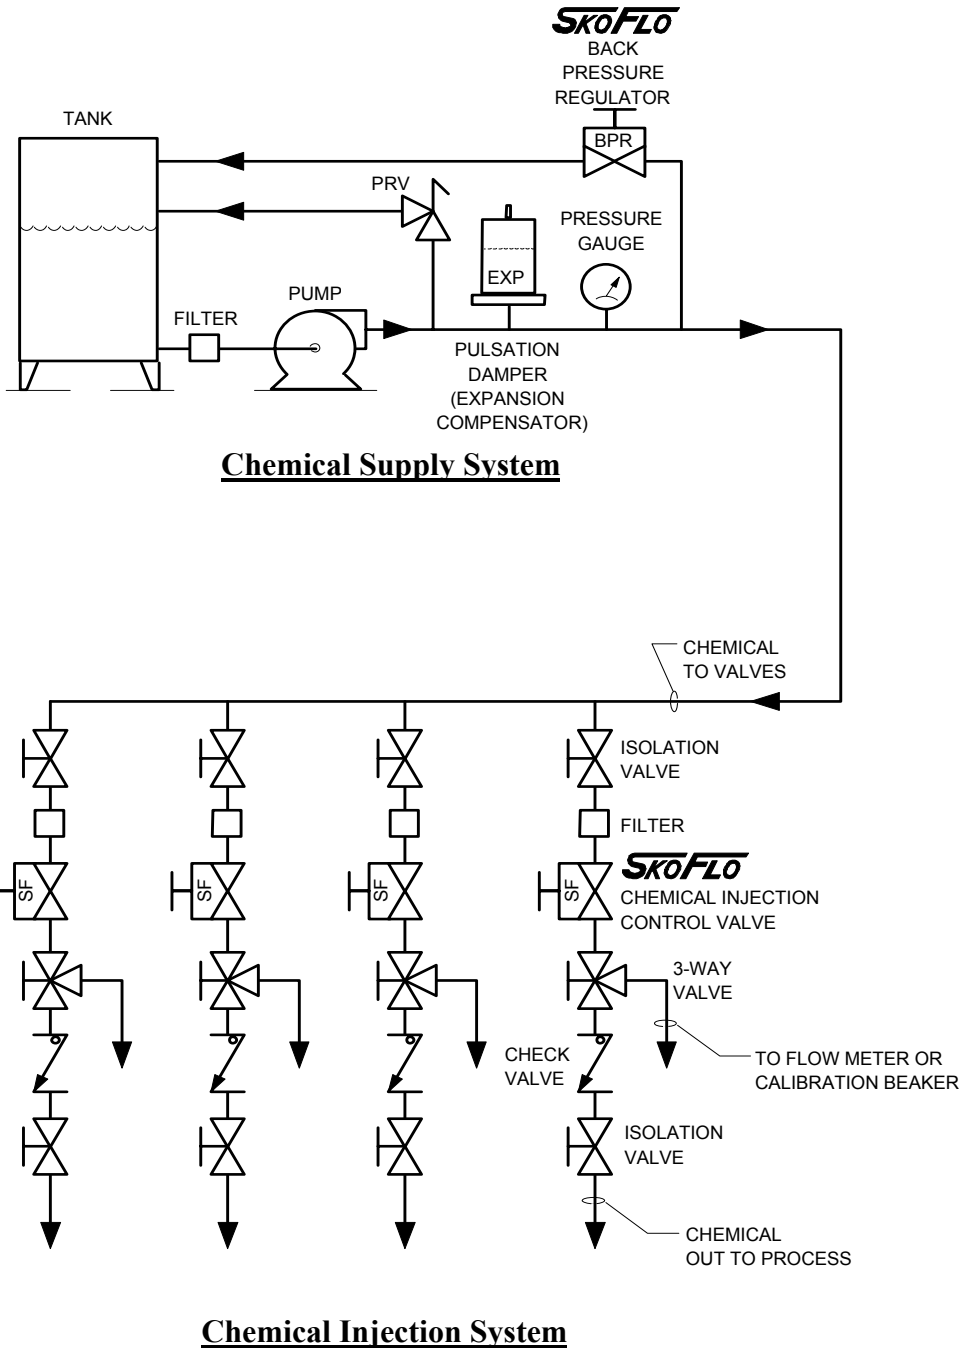 SKOFLO
BACK
PRESSURE
REGULATOR
TANK
BPR
PRV
PRESSURE
GAUGE
EXP
PUMP
FILTER
PULSATION
DAMPER
(EXPANSION
COMPENSATOR)
Chemical Supply System
CHEMICAL
TO VALVES
ISOLATION
VALVE
FILTER
SKOFLO
SF
SF
SF
SF
CHEMICAL INJECTION
CONTROL VALVE
3-WAY
VALVE
CHECK
VALVE
TO FLOW METER OR
CALIBRATION BEAKER
ISOLATION
VALVE
CHEMICAL
OUT TO PROCESS
Chemical Injection System